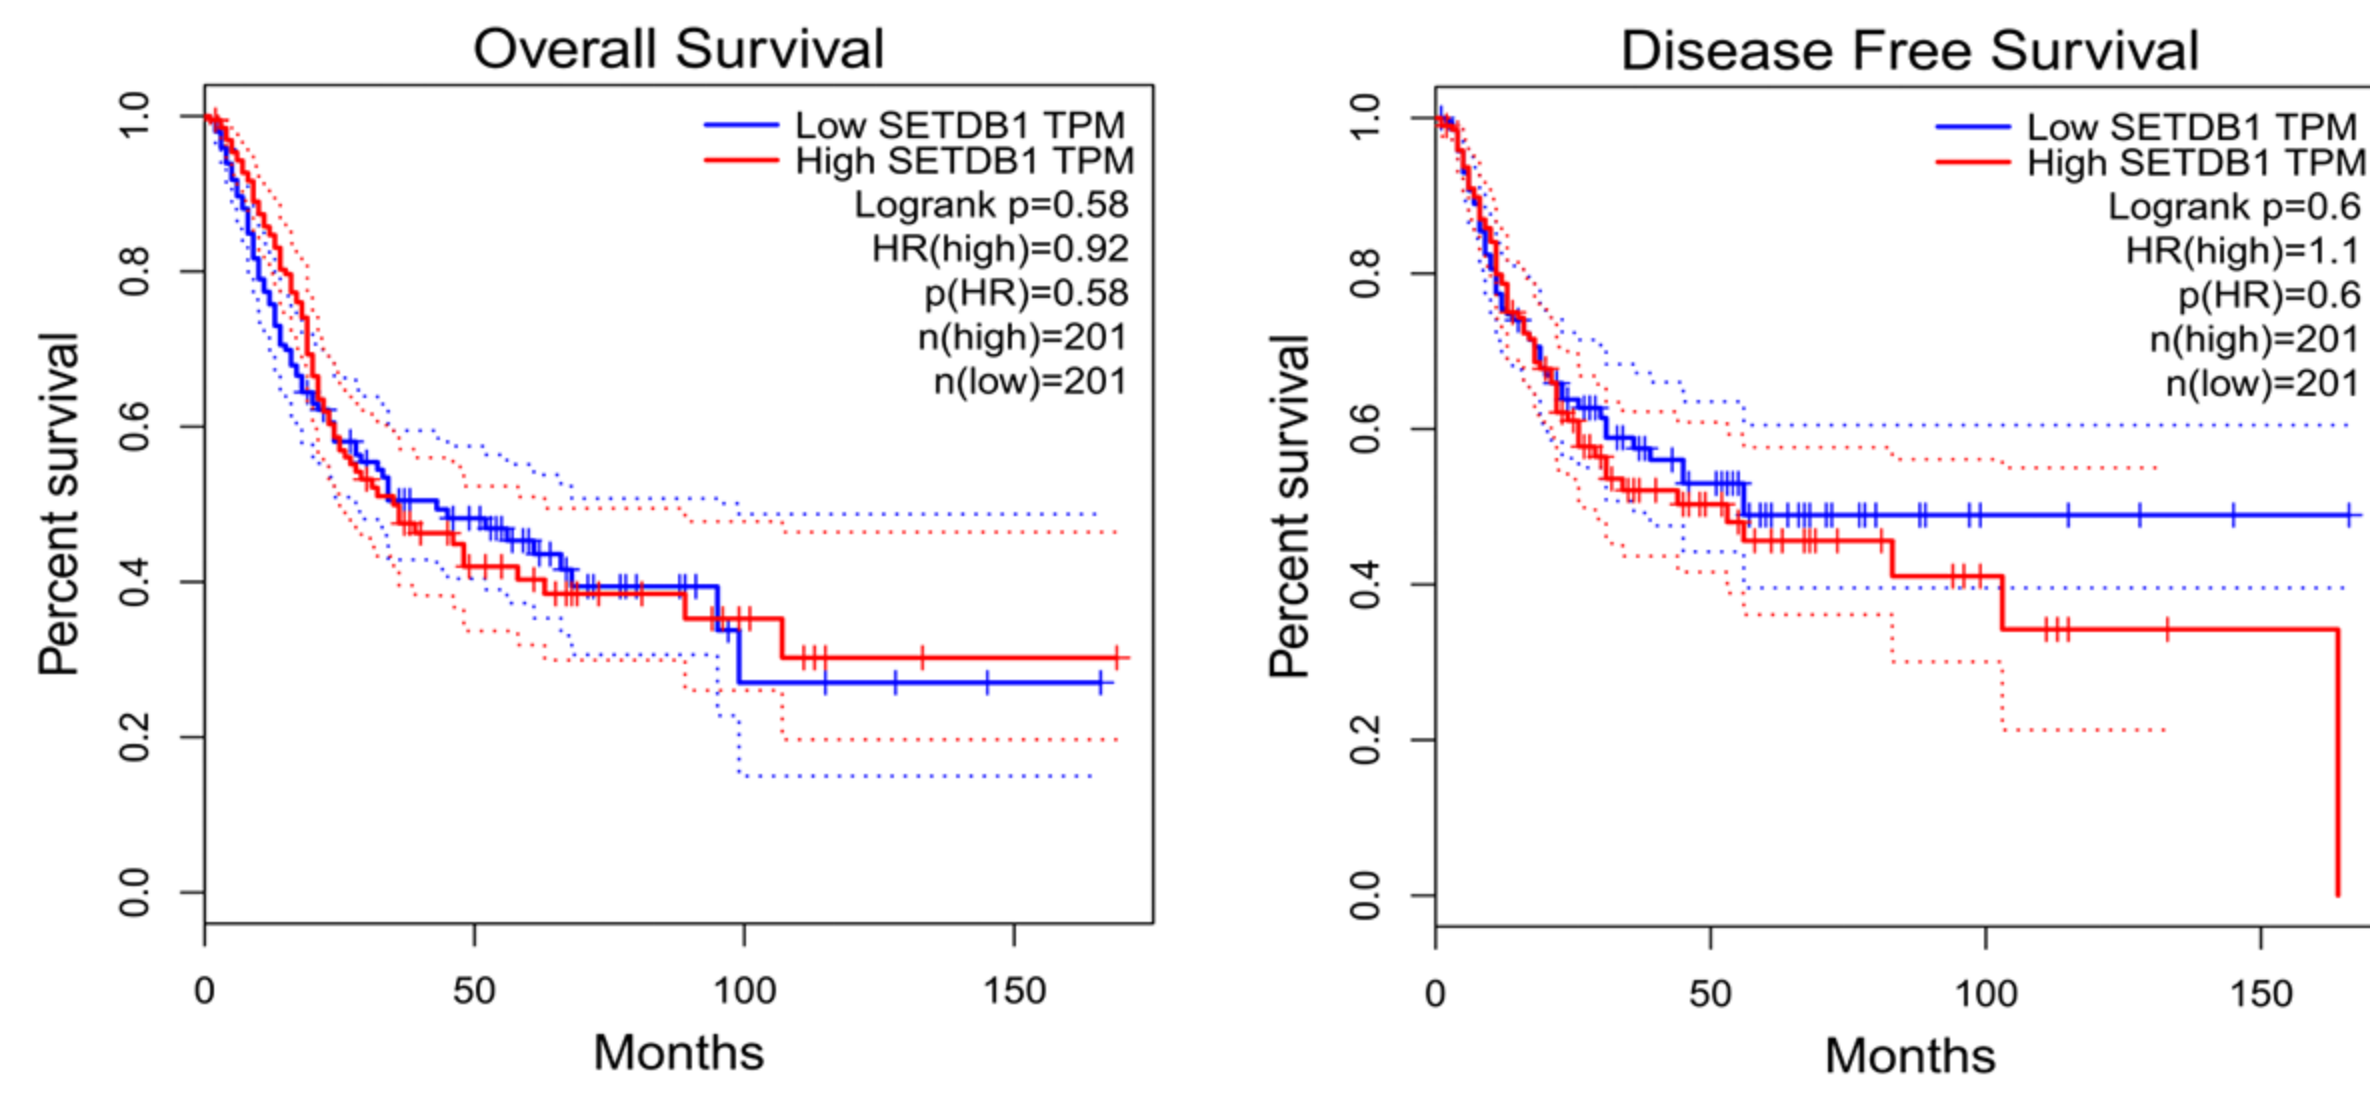 Overall Survival
1.0
0.8
0.6
0.4
0.2
0.0
Percent survival
Low SETDB1 TPM
High SETDB1 TPM
Logrank p=0.58
HR(high)=0.92
p(HR)=0.58
n(high)=201
n(low)=201
0 50 100 150
Months
Disease Free Survival
1.0
0.8
0.6
0.4
0.2
0.0
Percent survival
Low SETDB1 TPM
High SETDB1 TPM
Logrank p=0.6
HR(high)=1.1
p(HR)=0.6
n(high)=201
n(low)=201
0 50 100 150
Months